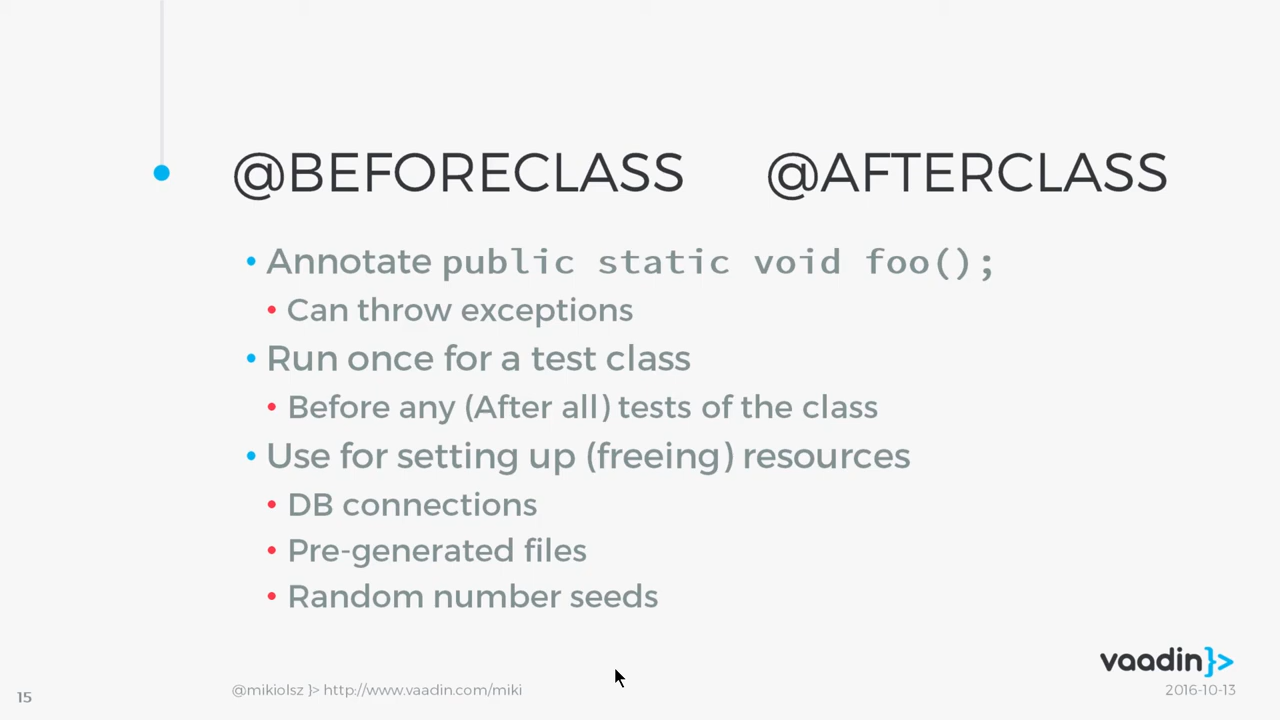 @BEFORECLASS @AFTERCLASS
• Annotate public static void foo();
• Can throw exceptions
• Run once for a test class
• Before any (After all) tests of the class
• Use for setting up (freeing) resources
• DB connections
• Pre-generated files
• Random number seeds
vaadin}>
15
@mikiolsz }> http://www.vaadin.com/miki
2016-10-13